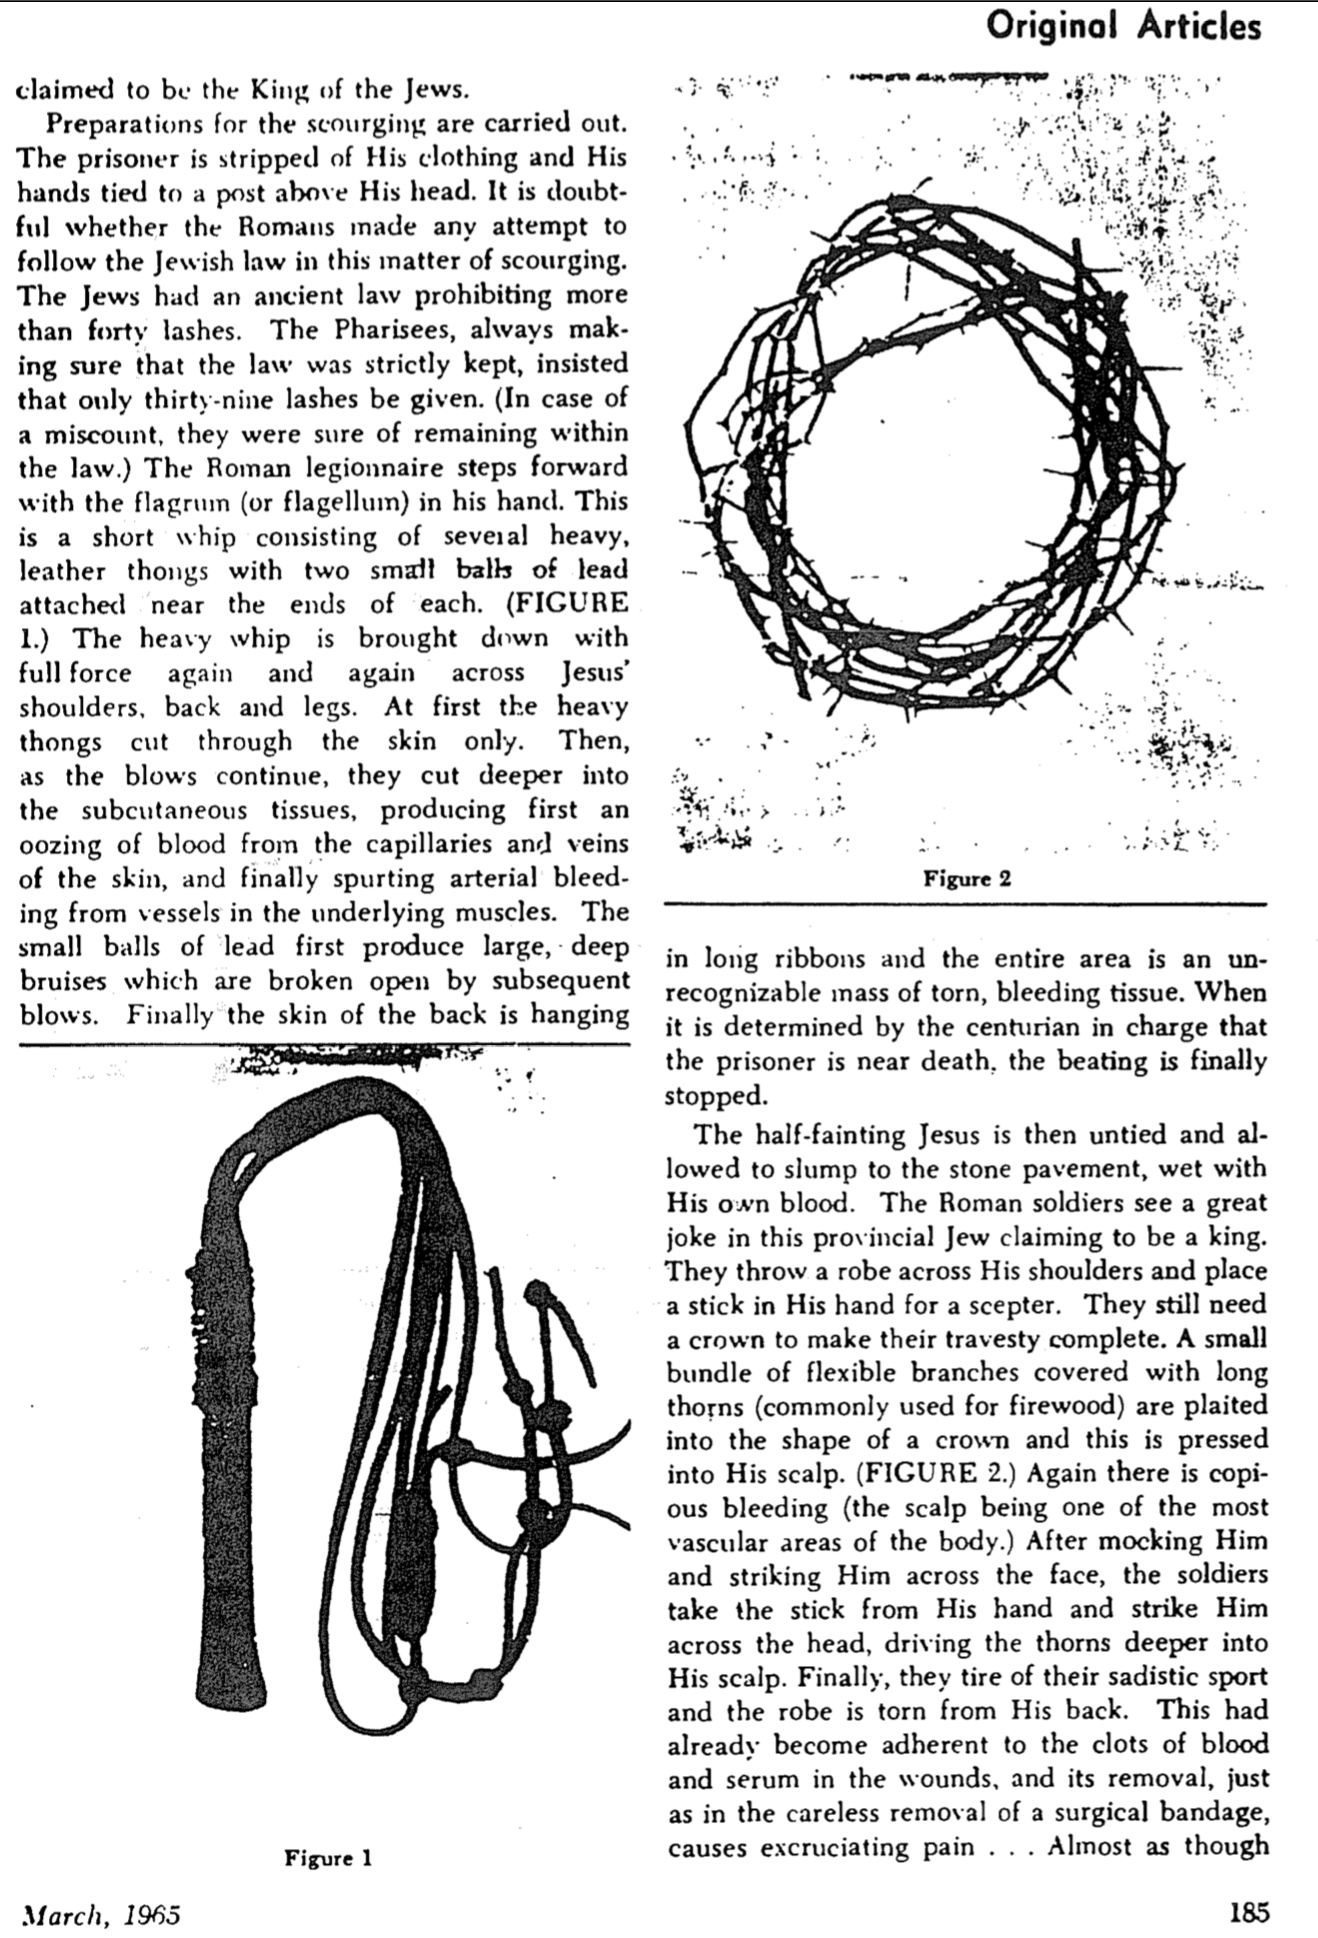 Original Articles
claimed to be the King of the Jews.
Preparations for the scourging are carried out.
The prisoner is stripped of His clothing and His
hands tied to a post above His head. It is doubt-
ful whether the Romans made any attempt to
follow the Jewish law in this matter of scourging.
The Jews had an ancient law prohibiting more
than forty lashes. The Pharisees, always mak-
ing sure that the law was strictly kept, insisted
that only thirty-nine lashes be given. (In case of
a miscount, they were sure of remaining within
the law.) The Roman legionnaire steps forward
with the flagrum (or flagellum) in his hand. This
is a short whip consisting of several heavy,
leather thongs with two small balls of lead
attached near the ends of each. (FIGURE
1.) The heavy whip is brought down with
full force again and again across Jesus'
shoulders, back and legs. At first the heavy
thongs cut through the skin only. Then,
as the blows continue, they cut deeper into
the subcutaneous tissues, producing first an
oozing of blood from the capillaries and veins
of the skin, and finally spurting arterial bleed-
ing from vessels in the underlying muscles. The
small balls of lead first produce large, deep
bruises which are broken open by subsequent
blows. Finally the skin of the back is hanging
Figure 1
Figure 2
in long ribbons and the entire area is an un-
recognizable mass of torn, bleeding tissue. When
it is determined by the centurian in charge that
the prisoner is near death, the beating is finally
stopped.
The half-fainting Jesus is then untied and al-
lowed to slump to the stone pavement, wet with
His own blood. The Roman soldiers see a great
joke in this provincial Jew claiming to be a king.
They throw a robe across His shoulders and place
a stick in His hand for a scepter. They still need
a crown to make their travesty complete. A small
bundle of flexible branches covered with long
thorns (commonly used for firewood) are plaited
into the shape of a crown and this is pressed
into His scalp. (FIGURE 2.) Again there is copi-
ous bleeding (the scalp being one of the most
vascular areas of the body.) After mocking Him
and striking Him across the face, the soldiers
take the stick from His hand and strike Him
across the head, driving the thorns deeper into
His scalp. Finally, they tire of their sadistic sport
and the robe is torn from His back. This had
already become adherent to the clots of blood
and serum in the wounds, and its removal, just
as in the careless removal of a surgical bandage,
causes excruciating pain . . . Almost as though
March, 1965
185